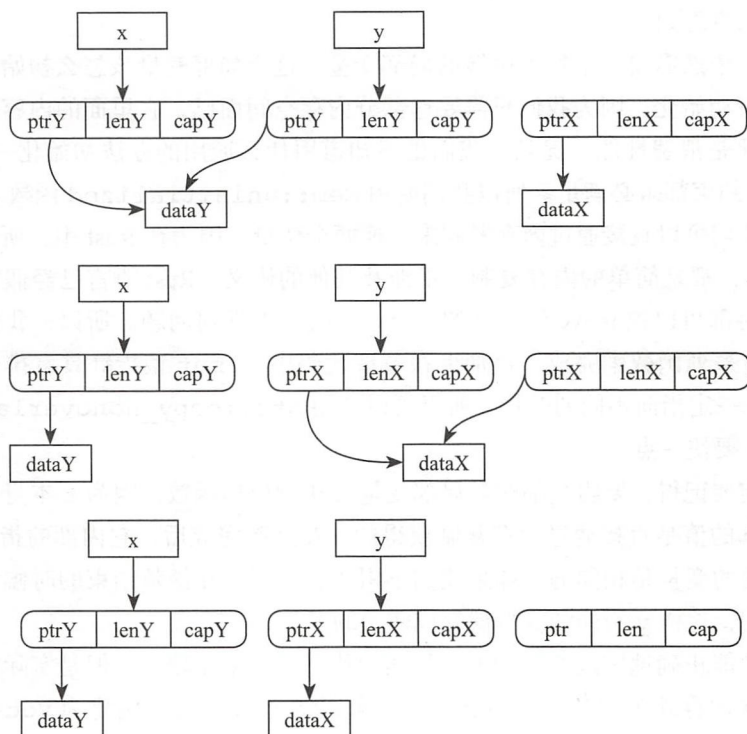 x y
ptrY lenY capY ptrY lenY capY ptrX lenX capX
dataY dataX
x y
ptrY lenY capY ptrX lenX capX ptrX lenX capX
dataY dataX
x y
ptrY lenY capY ptrX lenX capX ptr len cap
dataY dataX